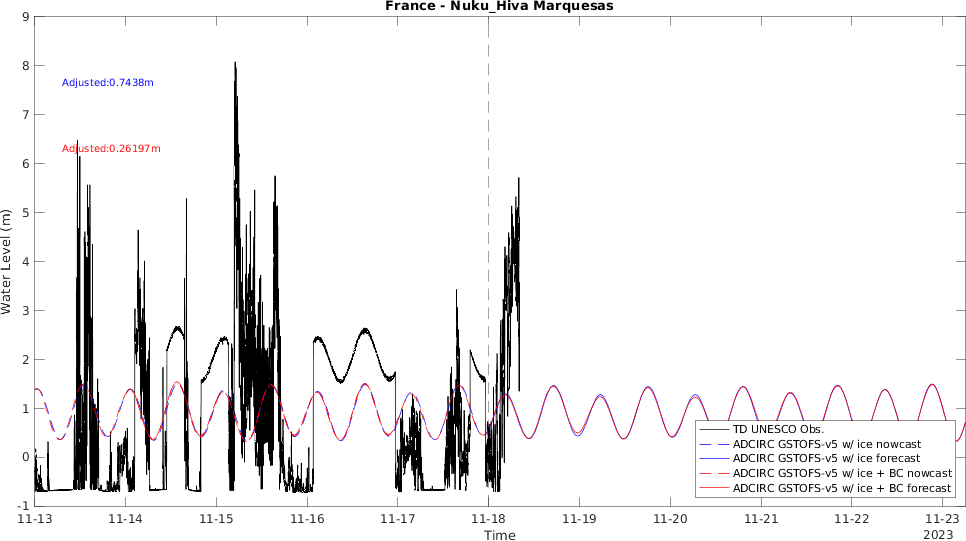 France - Nuku_Hiva Marquesas
9
8
7
6
5
4
3
2
1
0
-1
Water Level (m)
Adjusted:0.7438m
Adjusted:0.26197m
TD UNESCO Obs.
ADCIRC GSTOFS-v5 w/ ice nowcast
ADCIRC GSTOFS-v5 w/ ice forecast
ADCIRC GSTOFS-v5 w/ ice + BC nowcast
ADCIRC GSTOFS-v5 w/ ice + BC forecast
11-13 11-14 11-15 11-16 11-17 11-18 11-19 11-20 11-21 11-22 11-23
2023
Time